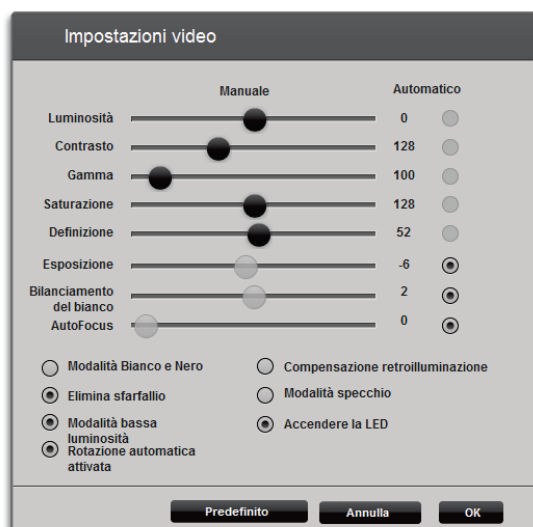 Impostazioni video
Manuale Automatico
Luminosità 0
Contrasto 128
Gamma 100
Saturazione 128
Definizione 52
Esposizione -6
Bilanciamento
del bianco 2
AutoFocus 0
Modalità Bianco e Nero Compensazione retroilluminazione
Elimina sfarfallio Modalità specchio
Modalità bassa
luminosità Accendere la LED
Rotazione automatica
attivata
Predefinito Annulla OK